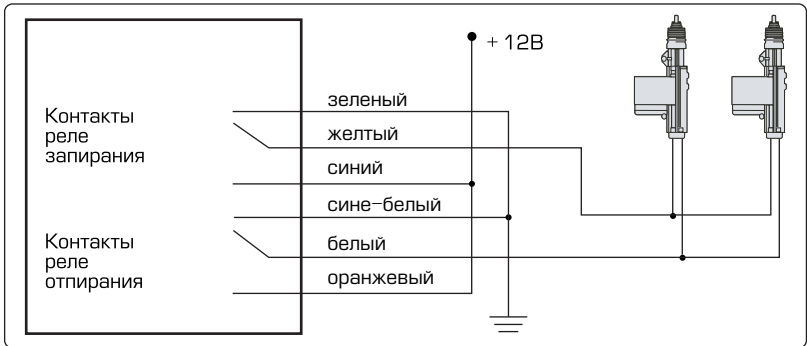 + 12В
зеленый
Контакты
реле
запирания
желтый
синий
сине-белый
Контакты
реле
отпирания
белый
оранжевый